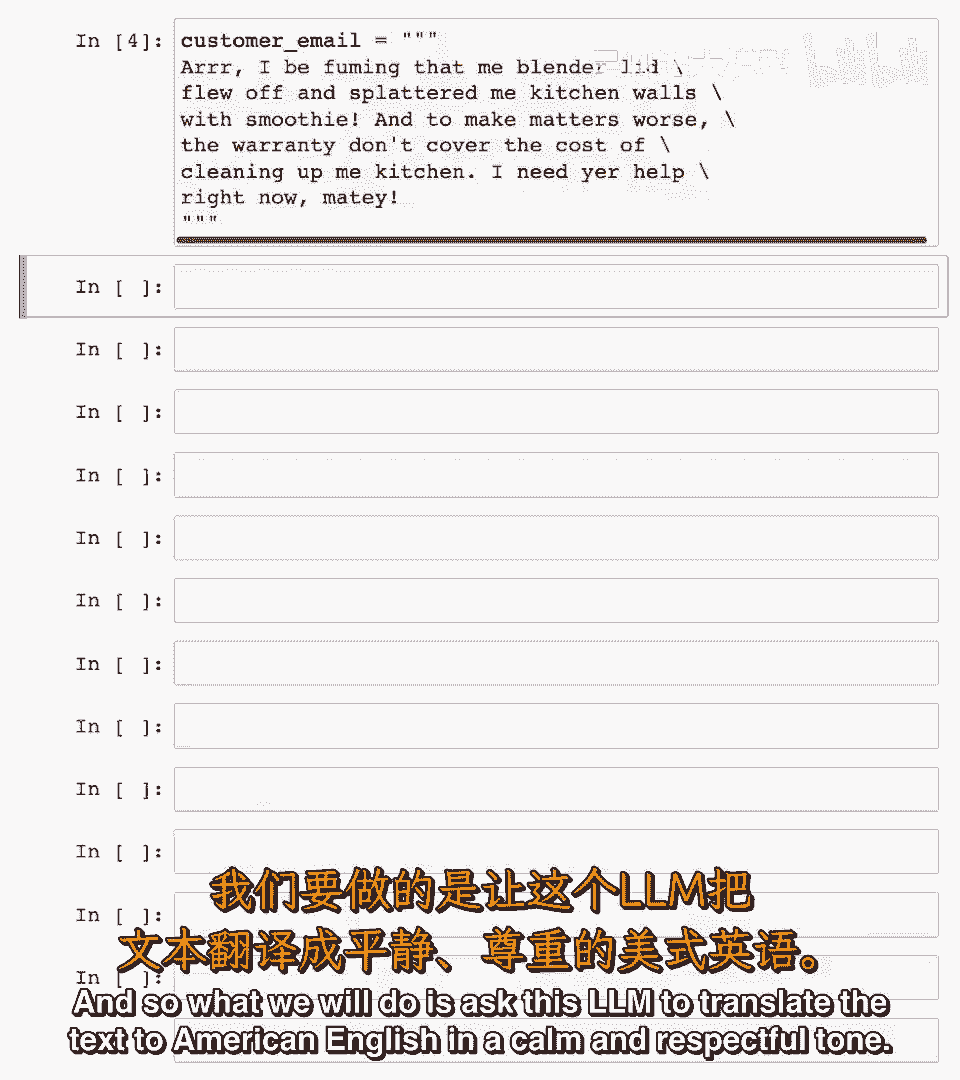 In [4]:
customer_email = """
Arrr, I be fuming that me blender lid \
flew off and splattered me kitchen walls \
with smoothie! And to make matters worse, \
the warranty don't cover the cost of \
cleaning up me kitchen. I need yer help \
right now, matey!
"""
In [ ]:
In [ ]:
In [ ]:
In [ ]:
In [ ]:
In [ ]:
In [ ]:
In [ ]:
In [ ]:
In [ ]:
In [ ]:
In [ ]:
我们要做的是让这个LLM把
文本翻译成平静、尊重的美式英语。
And so what we will do is ask this LLM to translate the
text to American English in a calm and respectful tone.